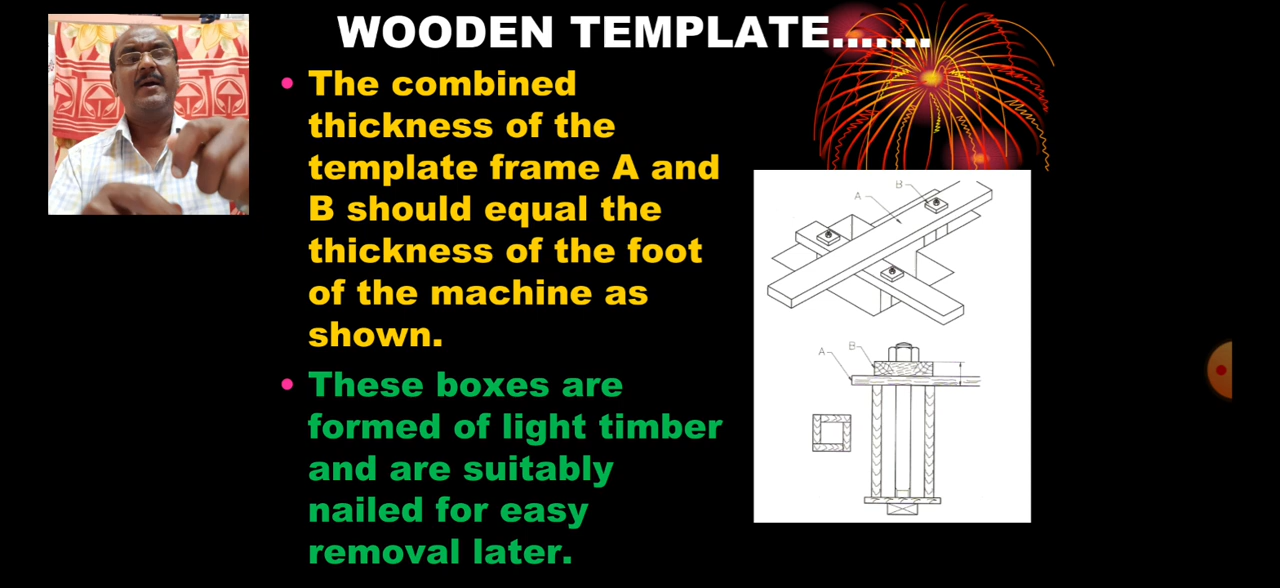 WOODEN TEMPLATE.......
• The combined
thickness of the
template frame A and
B should equal the
thickness of the foot
of the machine as
shown.
• These boxes are
formed of light timber
and are suitably
nailed for easy
removal later.
B
A
B
A